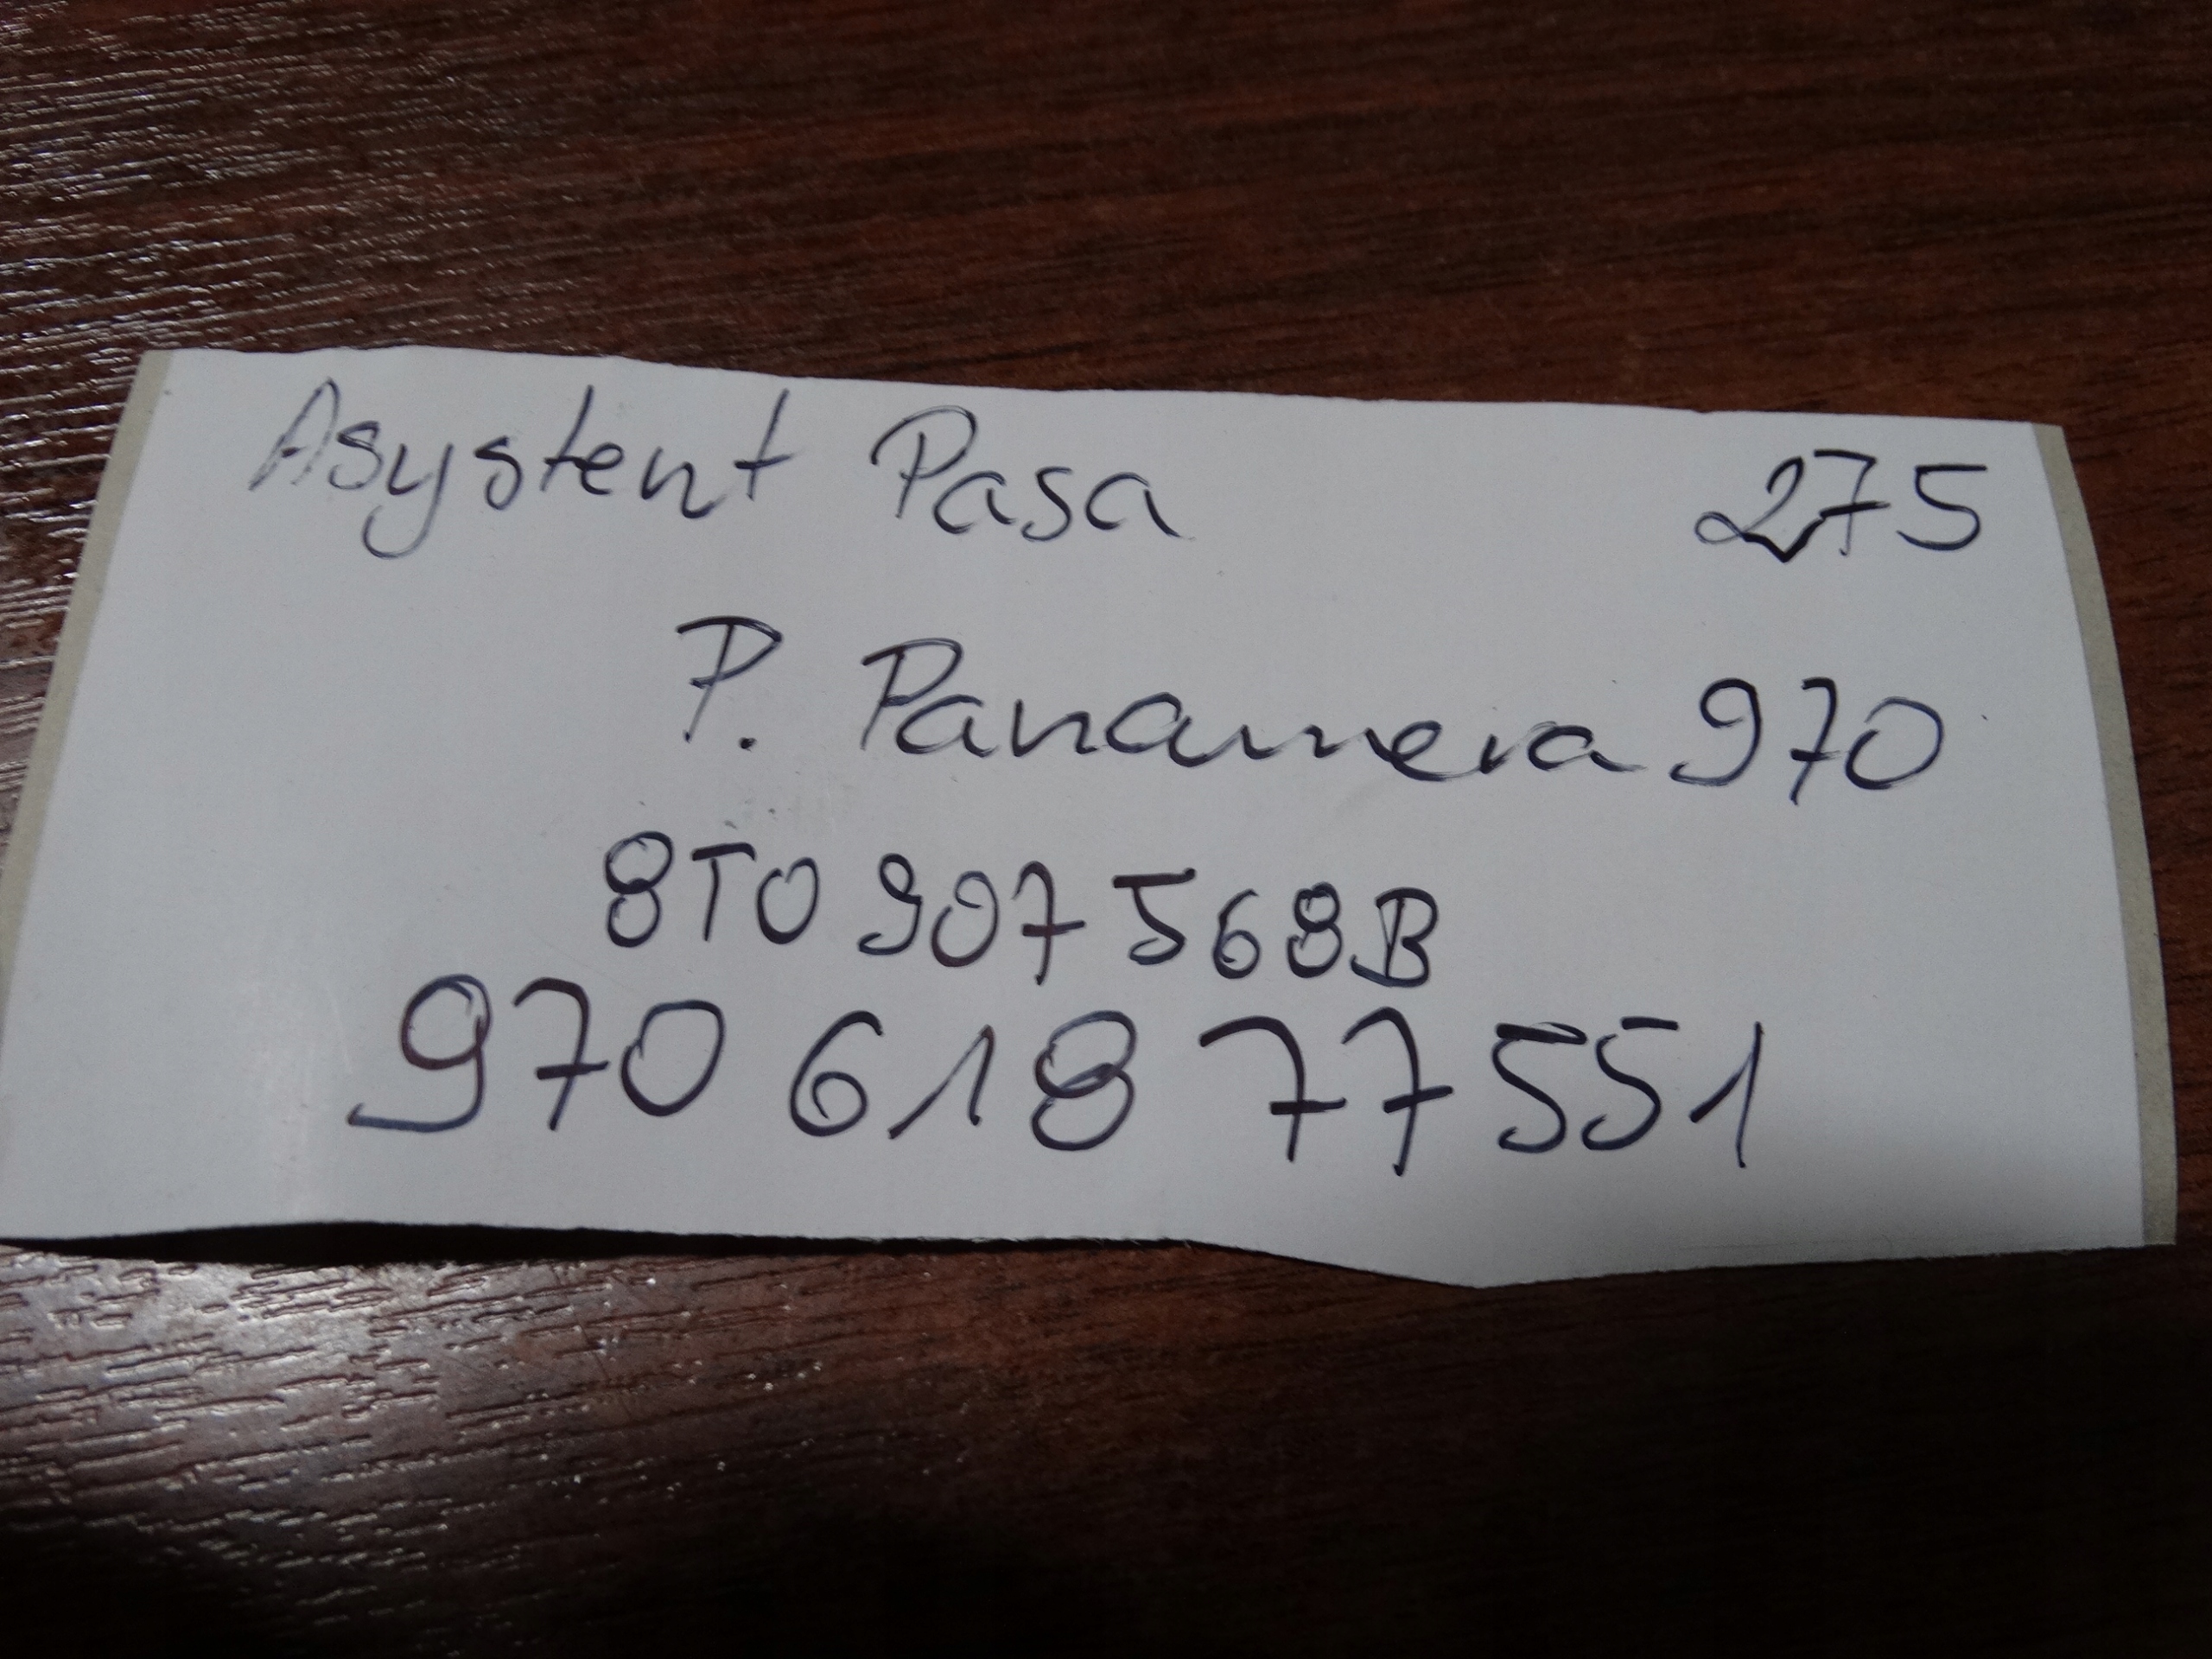 Asystent Pasa 275
P. Panamera 970
8T0 907 568B
970 618 77551